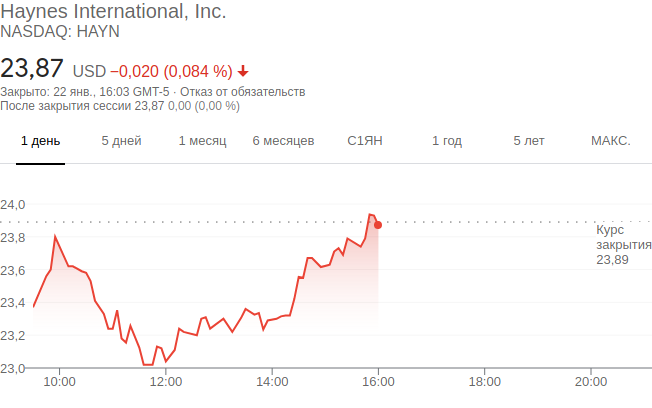 Haynes International, Inc.
NASDAQ: HAYN
23,87 USD −0,020 (0,084 %)
Закрыто: 22 янв., 16:03 GMT-5 · Отказ от обязательств
После закрытия сессии 23,87 0,00 (0,00 %)
1 день 5 дней 1 месяц 6 месяцев С1ЯН 1 год 5 лет МАКС.
24,0
23,8
23,6
23,4
23,2
23,0
Курс
закрытия
23,89
10:00 12:00 14:00 16:00 18:00 20:00